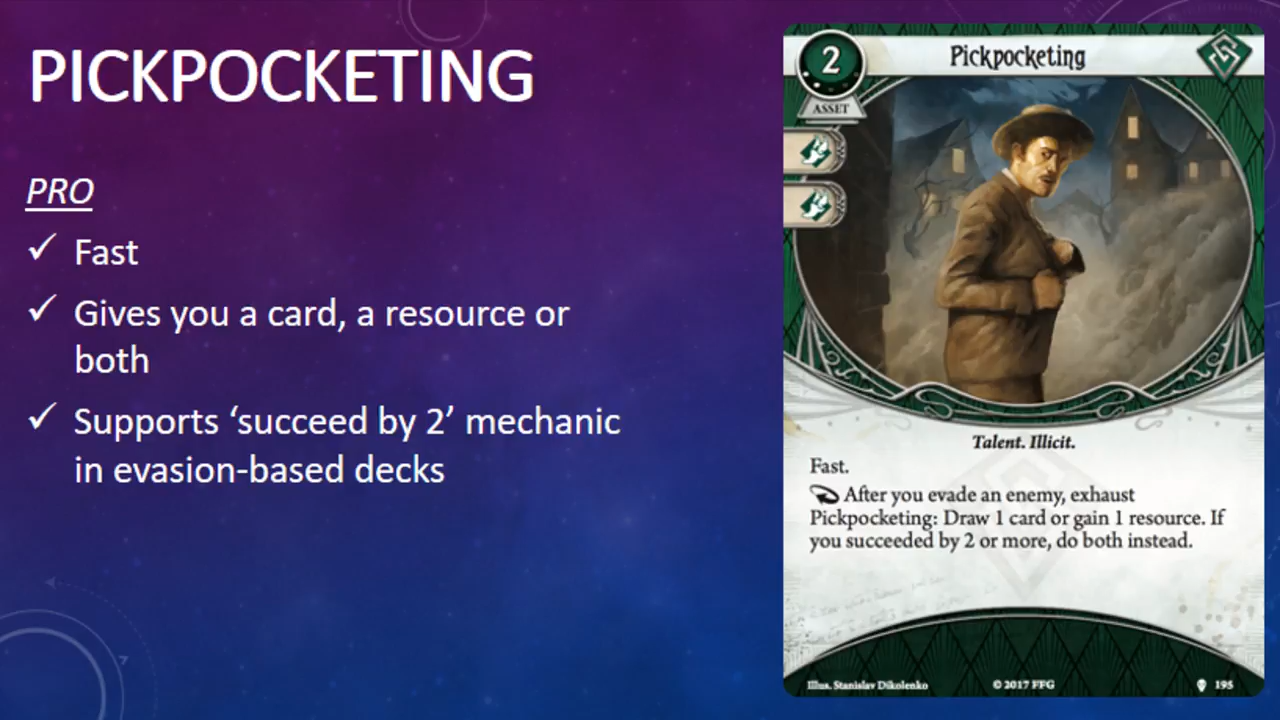 PICKPOCKETING
PRO
✓ Fast
✓ Gives you a card, a resource or
both
✓ Supports ‘succeed by 2’ mechanic
in evasion-based decks
2
Pickpocketing
ASSET
Talent. Illicit.
Fast.
After you evade an enemy, exhaust
Pickpocketing: Draw 1 card or gain 1 resource. If
you succeeded by 2 or more, do both instead.
Illus. Stanislav Dikolenko
© 2017 FFG
195